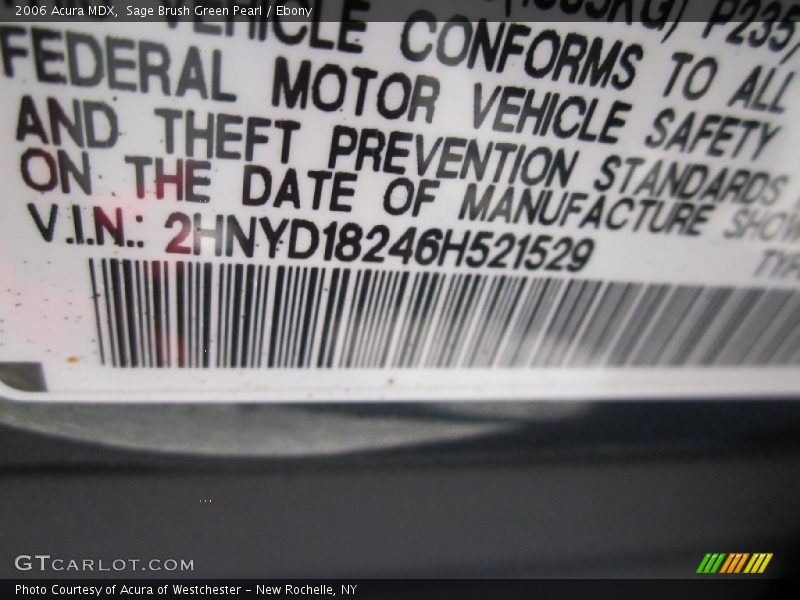 2006 Acura MDX, Sage Brush Green Pearl / Ebony
VEHICLE CONFORMS TO ALL
FEDERAL MOTOR VEHICLE SAFETY
AND THEFT PREVENTION STANDARDS
ON THE DATE OF MANUFACTURE SHOW
V.I.N.: 2HNYD18246H521529
GTCARLOT.COM
Photo Courtesy of Acura of Westchester - New Rochelle, NY